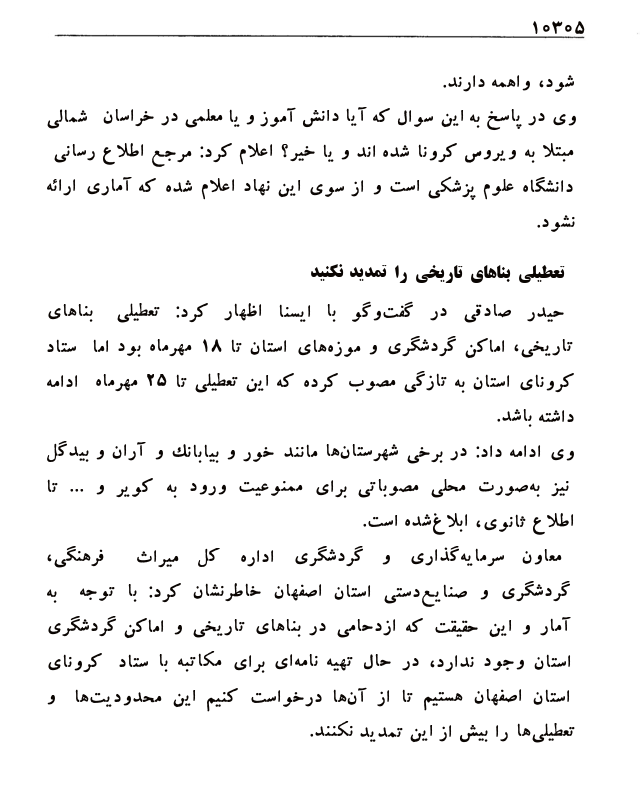 ۱۰۳۰۵
شود، واهمه دارند.
وی در پاسخ به این سوال که آیا دانش آموز و یا معلمی در خراسان شمالی
مبتلا به ویروس کرونا شده اند و یا خیر؟ اعلام کرد: مرجع اطلاع رسانی
دانشگاه علوم پزشکی است و از سوی این نهاد اعلام شده که آماری ارائه
نشود.
تعطیلی بناهای تاریخی را تمدید نکنید
حیدر صادقی در گفت‌وگو با ایسنا اظهار کرد: تعطیلی بناهای
تاریخی، اماکن گردشگری و موزه‌های استان تا ۱۸ مهرماه بود اما ستاد
کرونای استان به تازگی مصوب کرده که این تعطیلی تا ۲۵ مهرماه ادامه
داشته باشد.
وی ادامه داد: در برخی شهرستان‌ها مانند خور و بیابانك و آران و بیدگل
نیز به‌صورت محلی مصوباتی برای ممنوعیت ورود به کویر و ... تا
اطلاع ثانوی، ابلاغ‌شده است.
معاون سرمایه‌گذاری و گردشگری اداره کل میراث فرهنگی،
گردشگری و صنایع‌دستی استان اصفهان خاطرنشان کرد: با توجه به
آمار و این حقیقت که ازدحامی در بناهای تاریخی و اماکن گردشگری
استان وجود ندارد، در حال تهیه نامه‌ای برای مکاتبه با ستاد کرونای
استان اصفهان هستیم تا از آن‌ها درخواست کنیم این محدودیت‌ها و
تعطیلی‌ها را بیش از این تمدید نکنند.